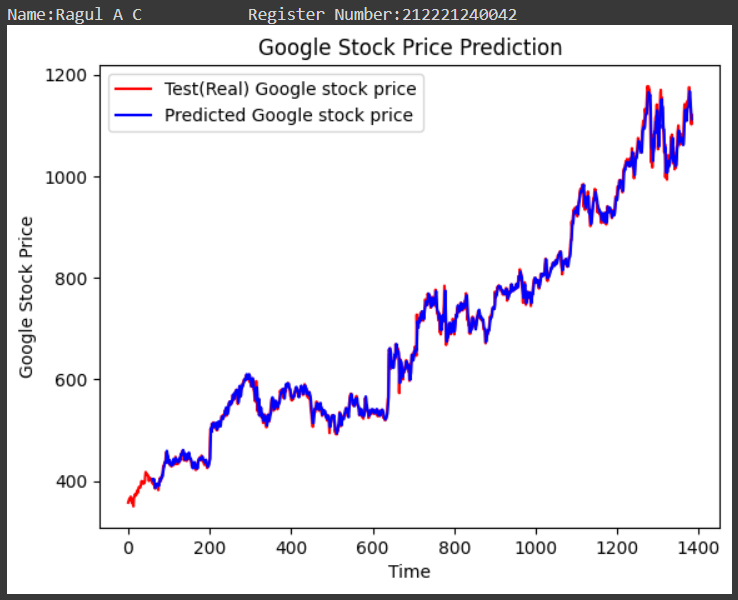 Name:Ragul A C Register Number:212221240042
Google Stock Price Prediction
Test(Real) Google stock price
Predicted Google stock price
Google Stock Price
1200
1000
800
600
400
0 200 400 600 800 1000 1200 1400
Time